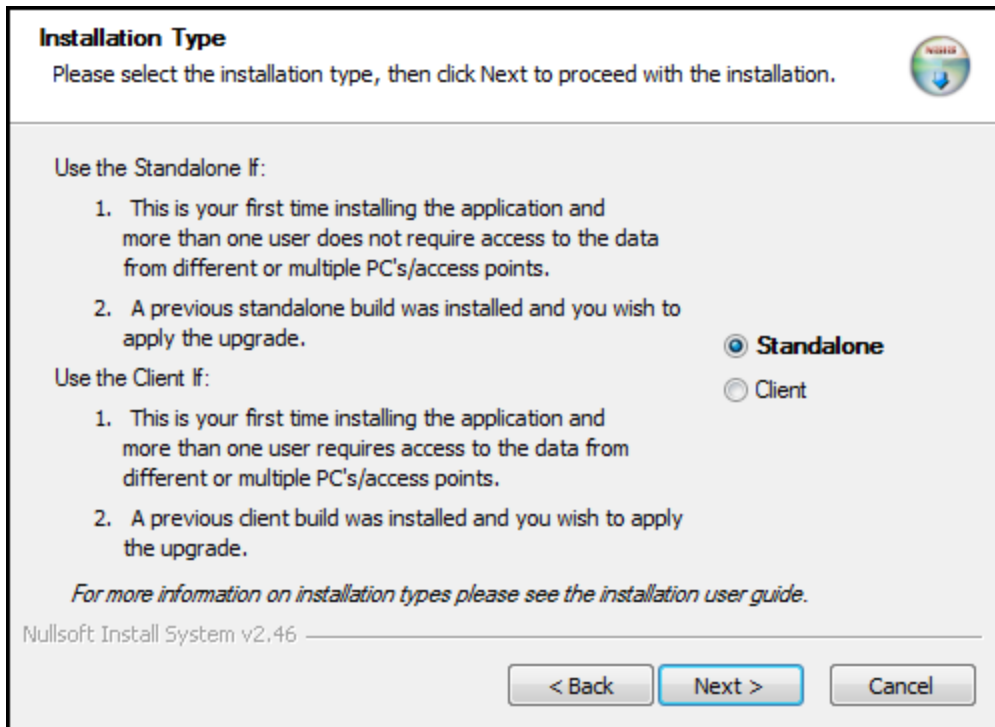 Installation Type
Please select the installation type, then click Next to proceed with the installation.
NSIS
Use the Standalone If:
1. This is your first time installing the application and
more than one user does not require access to the data
from different or multiple PC's/access points.
2. A previous standalone build was installed and you wish to
apply the upgrade.
Standalone
Use the Client If:
Client
1. This is your first time installing the application and
more than one user requires access to the data from
different or multiple PC's/access points.
2. A previous client build was installed and you wish to apply
the upgrade.
For more information on installation types please see the installation user guide.
Nullsoft Install System v2.46
< Back
Next >
Cancel